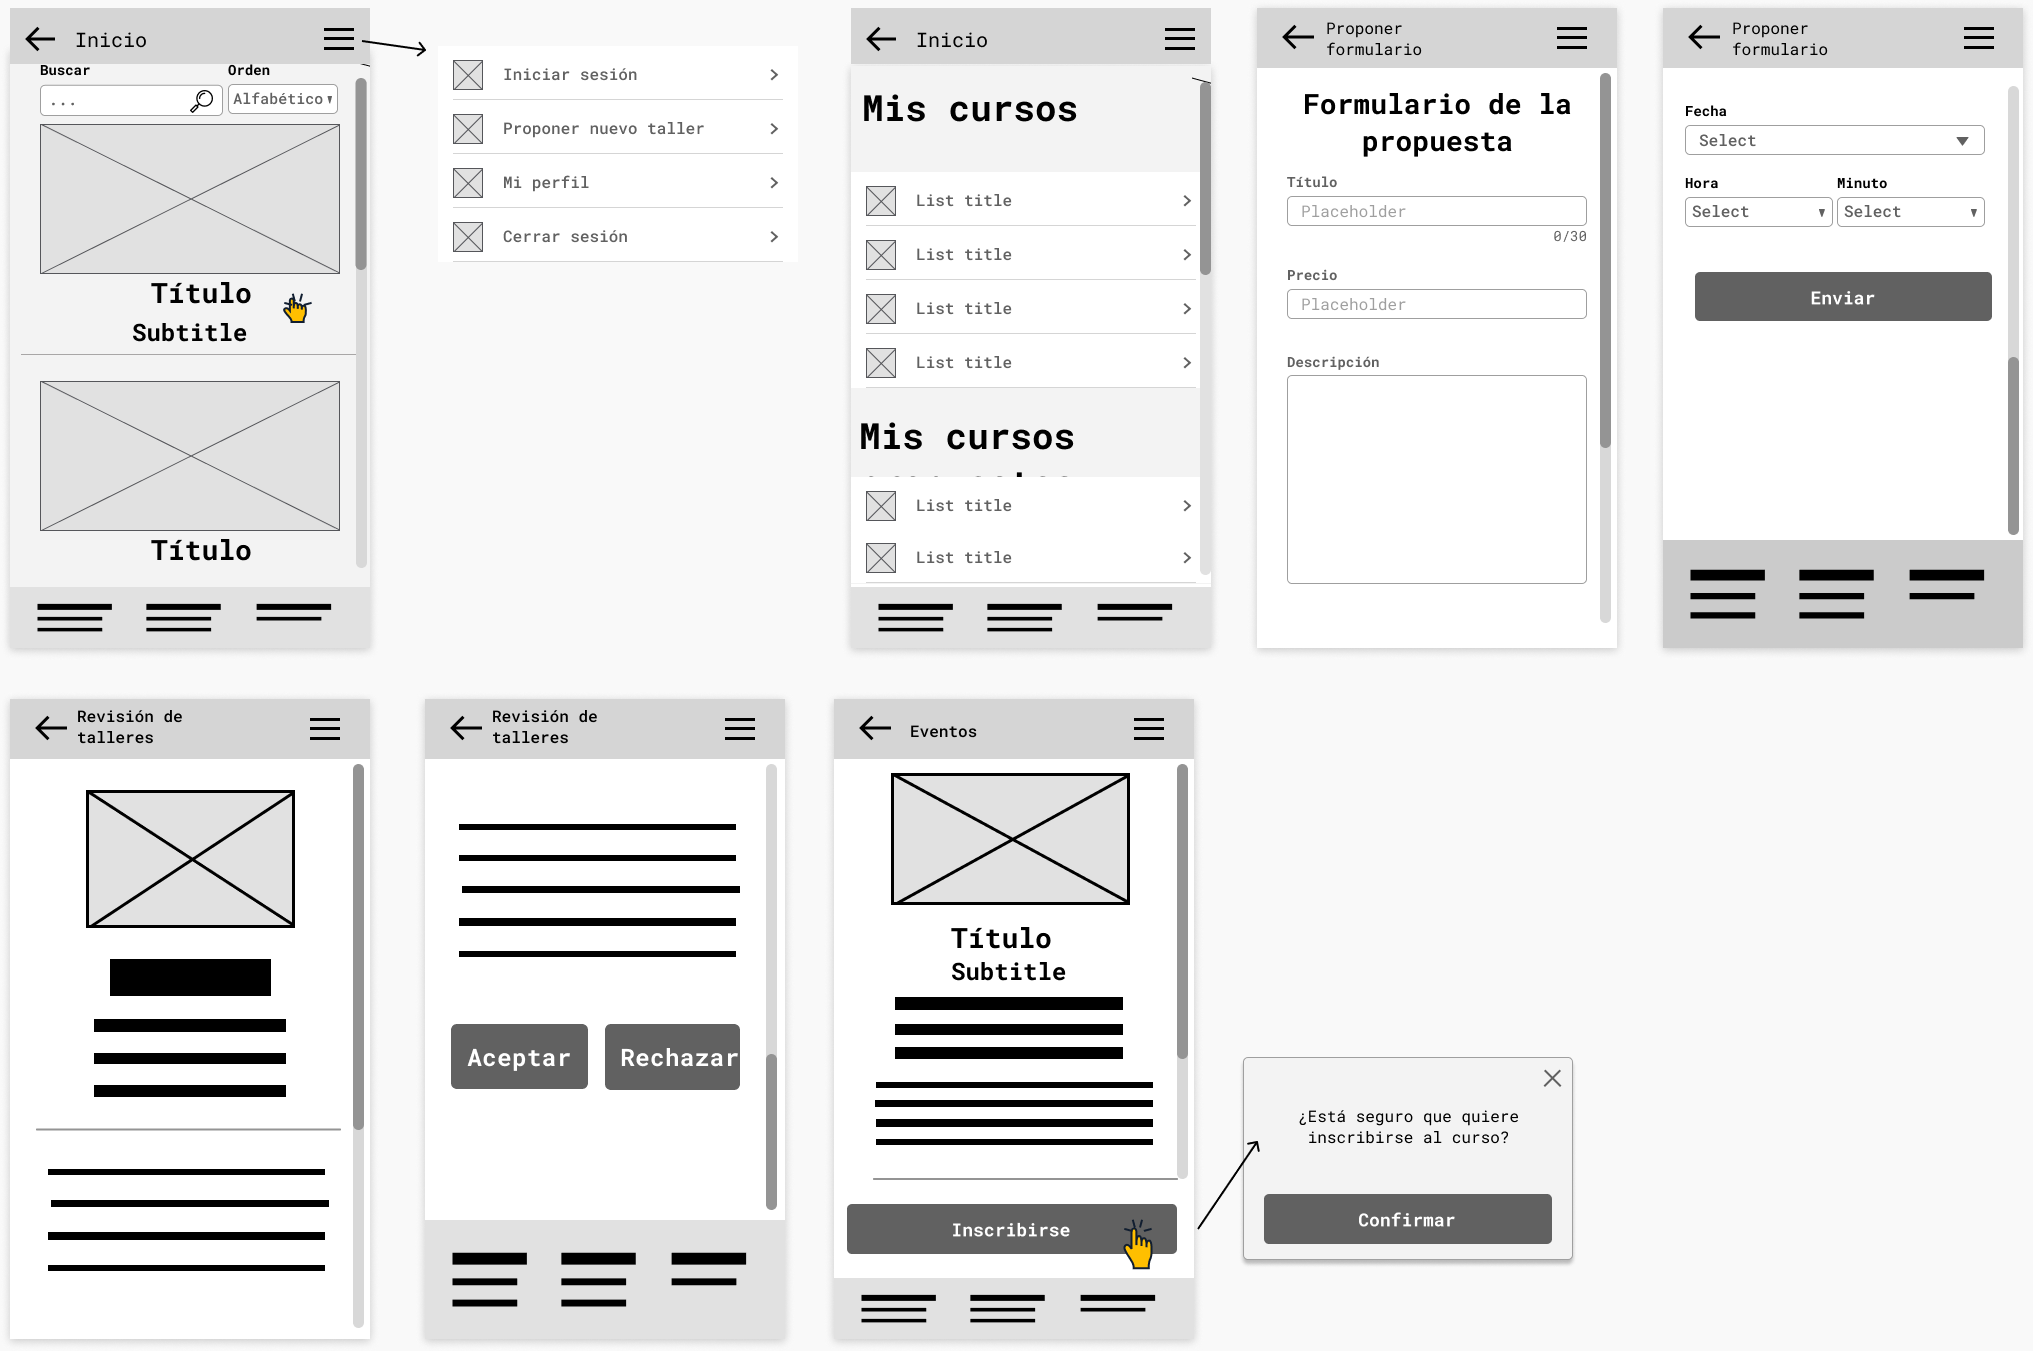 Inicio
Buscar
Orden
...
Alfabético
Título
Subtitle
Título
Iniciar sesión
Proponer nuevo taller
Mi perfil
Cerrar sesión
Inicio
Mis cursos
List title
List title
List title
List title
Mis cursos
List title
List title
Proponer
formulario
Formulario de la
propuesta
Título
Placeholder
0/30
Precio
Placeholder
Descripción
Proponer
formulario
Fecha
Select
Hora
Minuto
Select
Select
Enviar
Revisión de
talleres
Revisión de
talleres
Aceptar
Rechazar
Eventos
Título
Subtitle
Inscribirse
¿Está seguro que quiere
inscribirse al curso?
Confirmar